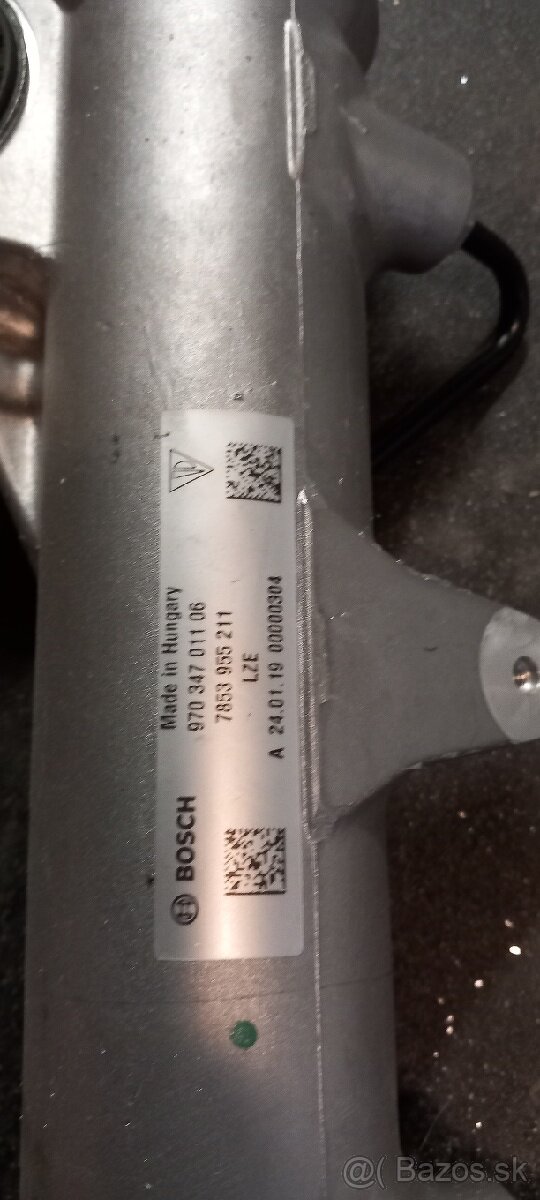 Made in Hungary
970 347 011 06
7853 955 211
LZE
A 24.01.19 00000304
BOSCH
@( Bazos.sk